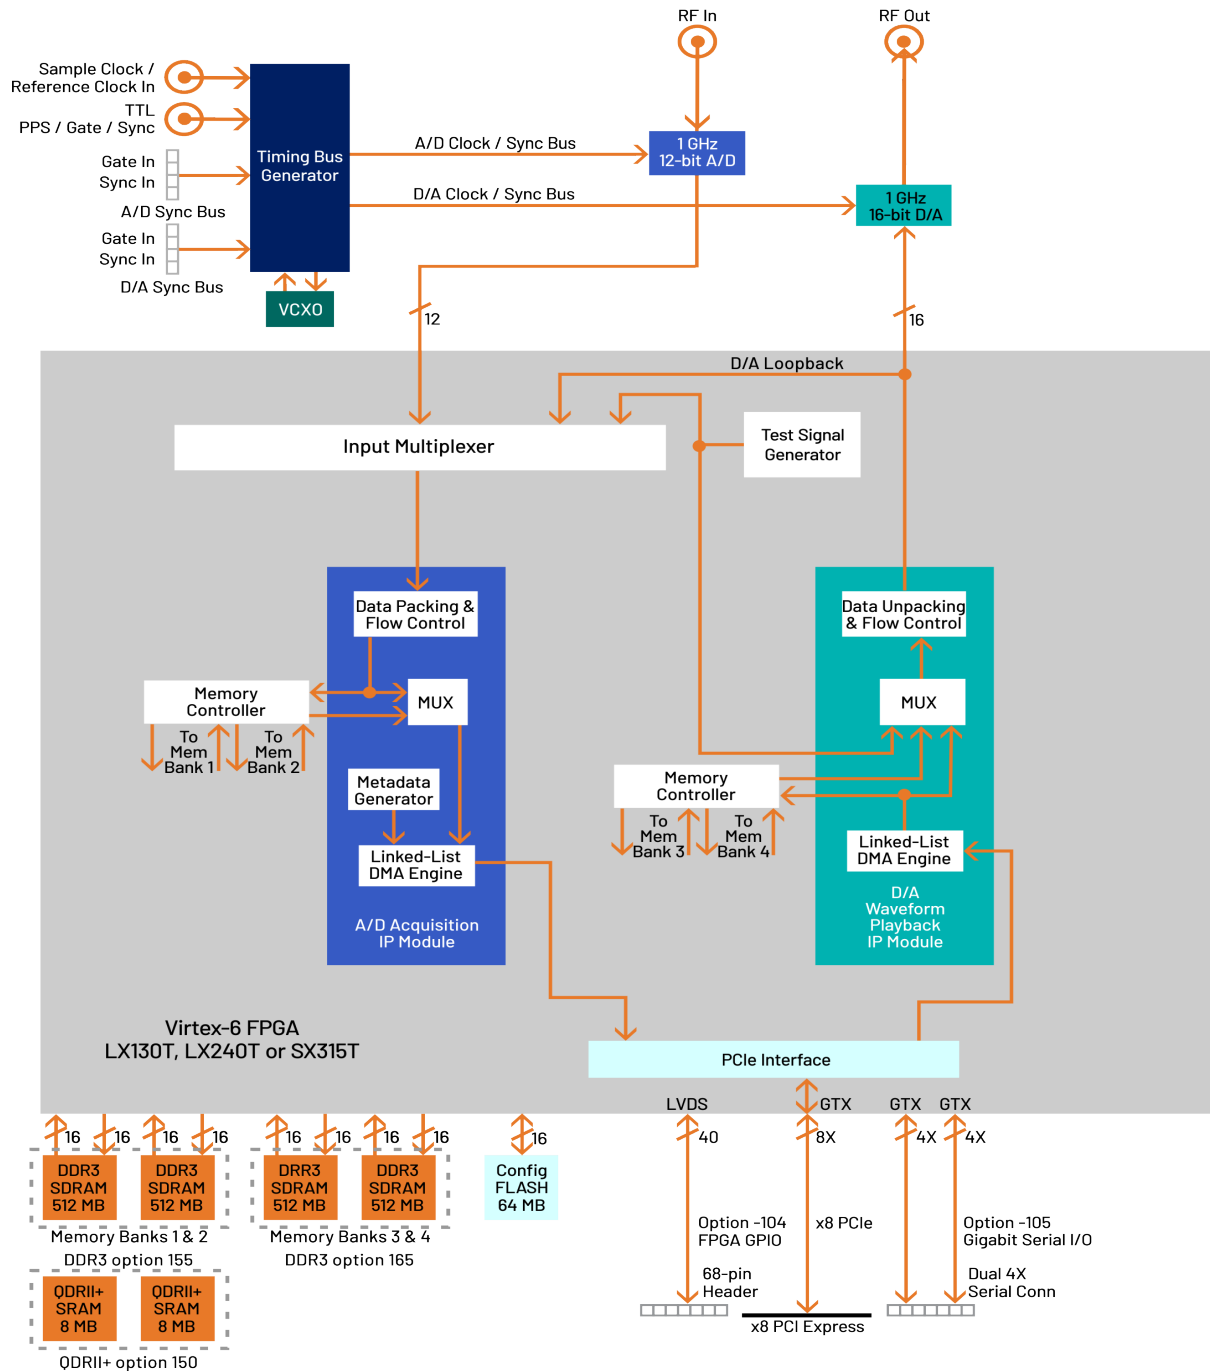 RF In
RF Out
Sample Clock /
Reference Clock In
TTL
PPS / Gate / Sync
Gate In
Sync In
A/D Sync Bus
Gate In
Sync In
D/A Sync Bus
Timing Bus
Generator
VCXO
A/D Clock / Sync Bus
D/A Clock / Sync Bus
1 GHz
12-bit A/D
1 GHz
16-bit D/A
12
16
D/A Loopback
Input Multiplexer
Test Signal
Generator
Data Packing &
Flow Control
Memory
Controller
MUX
To
Mem
Bank 1
To
Mem
Bank 2
Metadata
Generator
Linked-List
DMA Engine
A/D Acquisition
IP Module
Data Unpacking
& Flow Control
MUX
Memory
Controller
To
Mem
Bank 3
To
Mem
Bank 4
Linked-List
DMA Engine
D/A
Waveform
Playback
IP Module
Virtex-6 FPGA
LX130T, LX240T or SX315T
PCIe Interface
LVDS
GTX
GTX
GTX
16
16
16
16
16
16
16
16
16
40
8X
4X
4X
DDR3
SDRAM
512 MB
DDR3
SDRAM
512 MB
DRR3
SDRAM
512 MB
DDR3
SDRAM
512 MB
Config
FLASH
64 MB
Memory Banks 1 & 2
DDR3 option 155
Memory Banks 3 & 4
DDR3 option 165
QDRII+
SRAM
8 MB
QDRII+
SRAM
8 MB
QDRII+ option 150
Option -104
FPGA GPIO
68-pin
Header
x8 PCIe
x8 PCI Express
Option -105
Gigabit Serial I/O
Dual 4X
Serial Conn